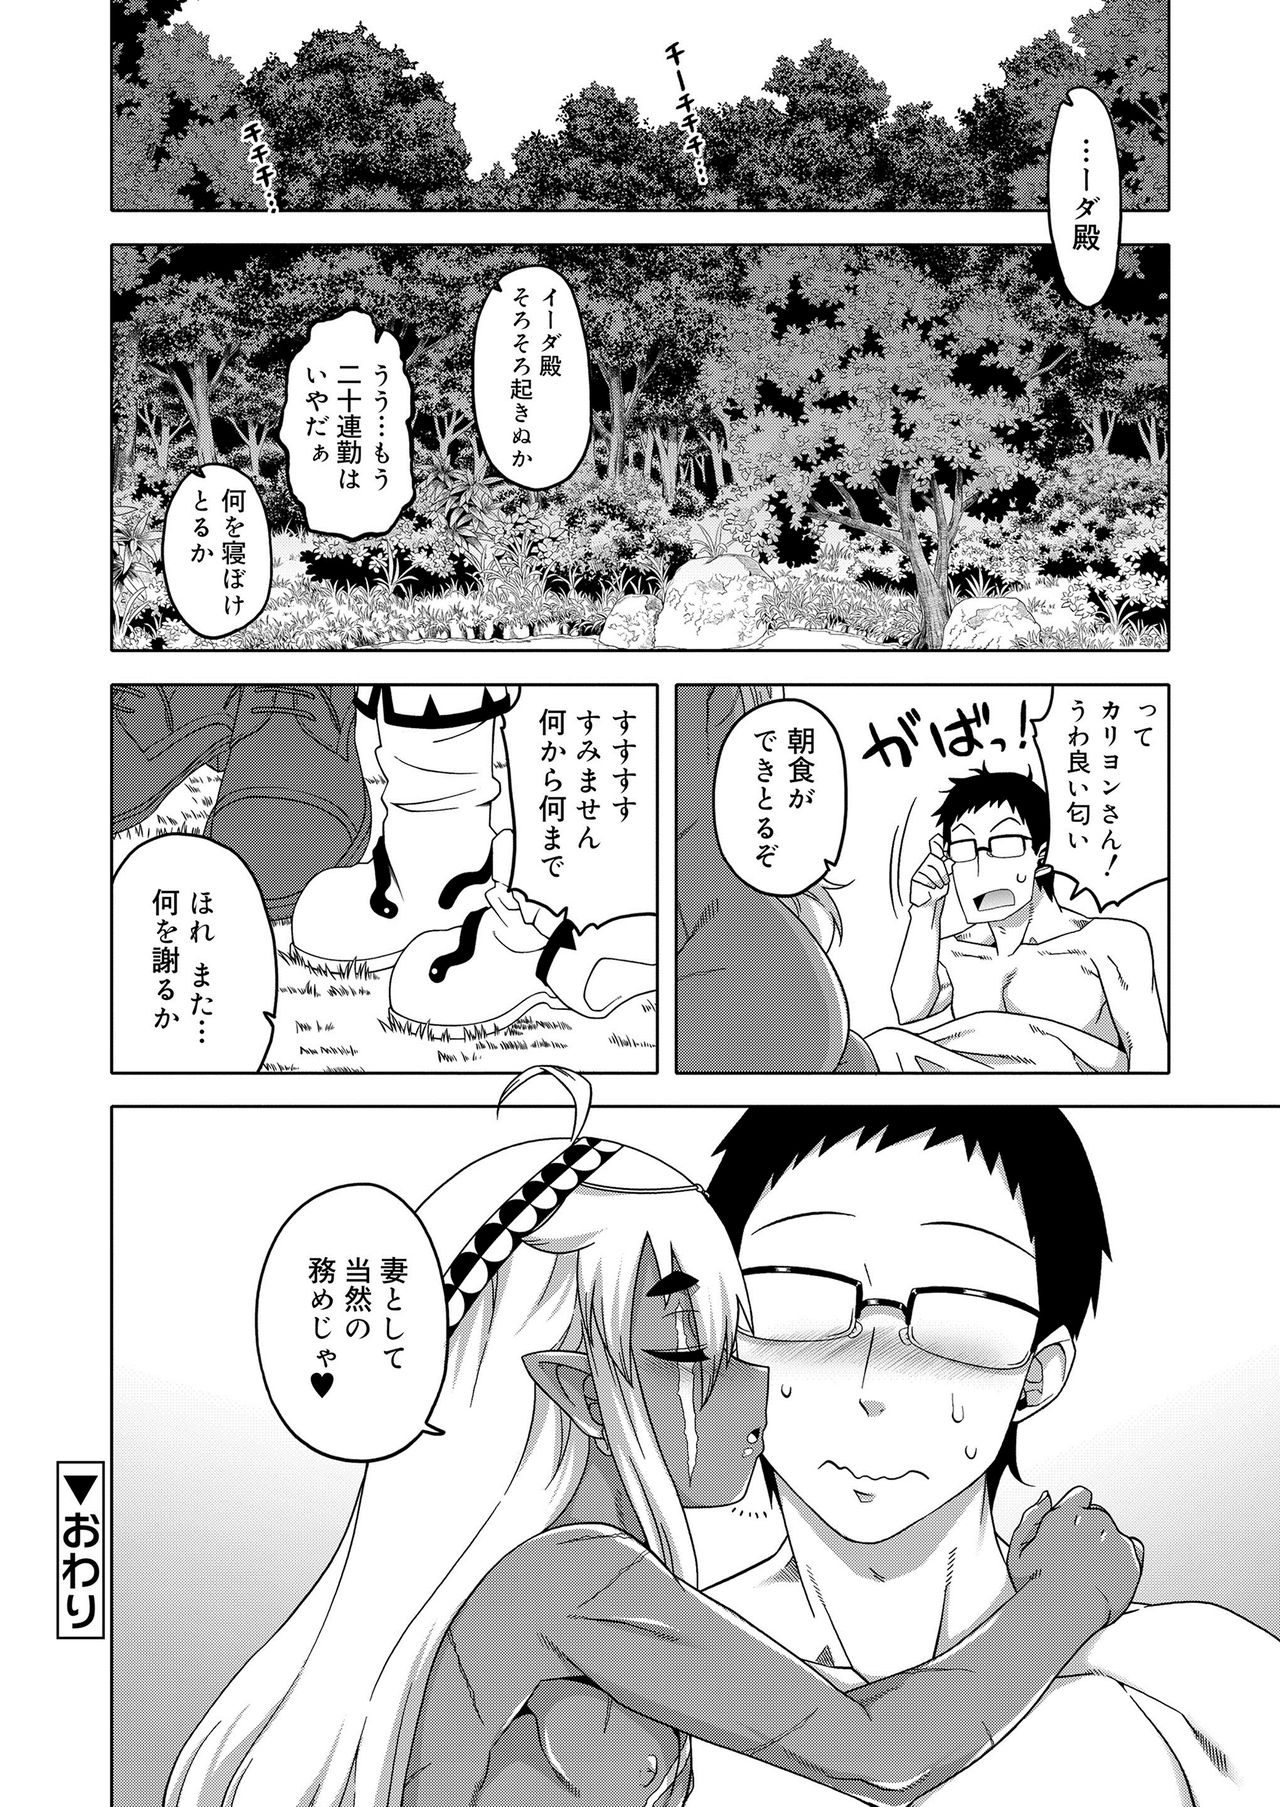 …ーダ殿
チーチチチ…
チチチチ…
イーダ殿
そろそろ起きぬか
うう…もう
二十連勤は
いやだぁ
何を寝ぼけ
とるか
って
カリヨンさん！
うわ良い匂い
がばっ！
朝食が
できとるぞ
すすすす
すみません
何から何まで
ほれ また…
何を謝るか
妻として
当然の
務めじゃ♥
▼おわり